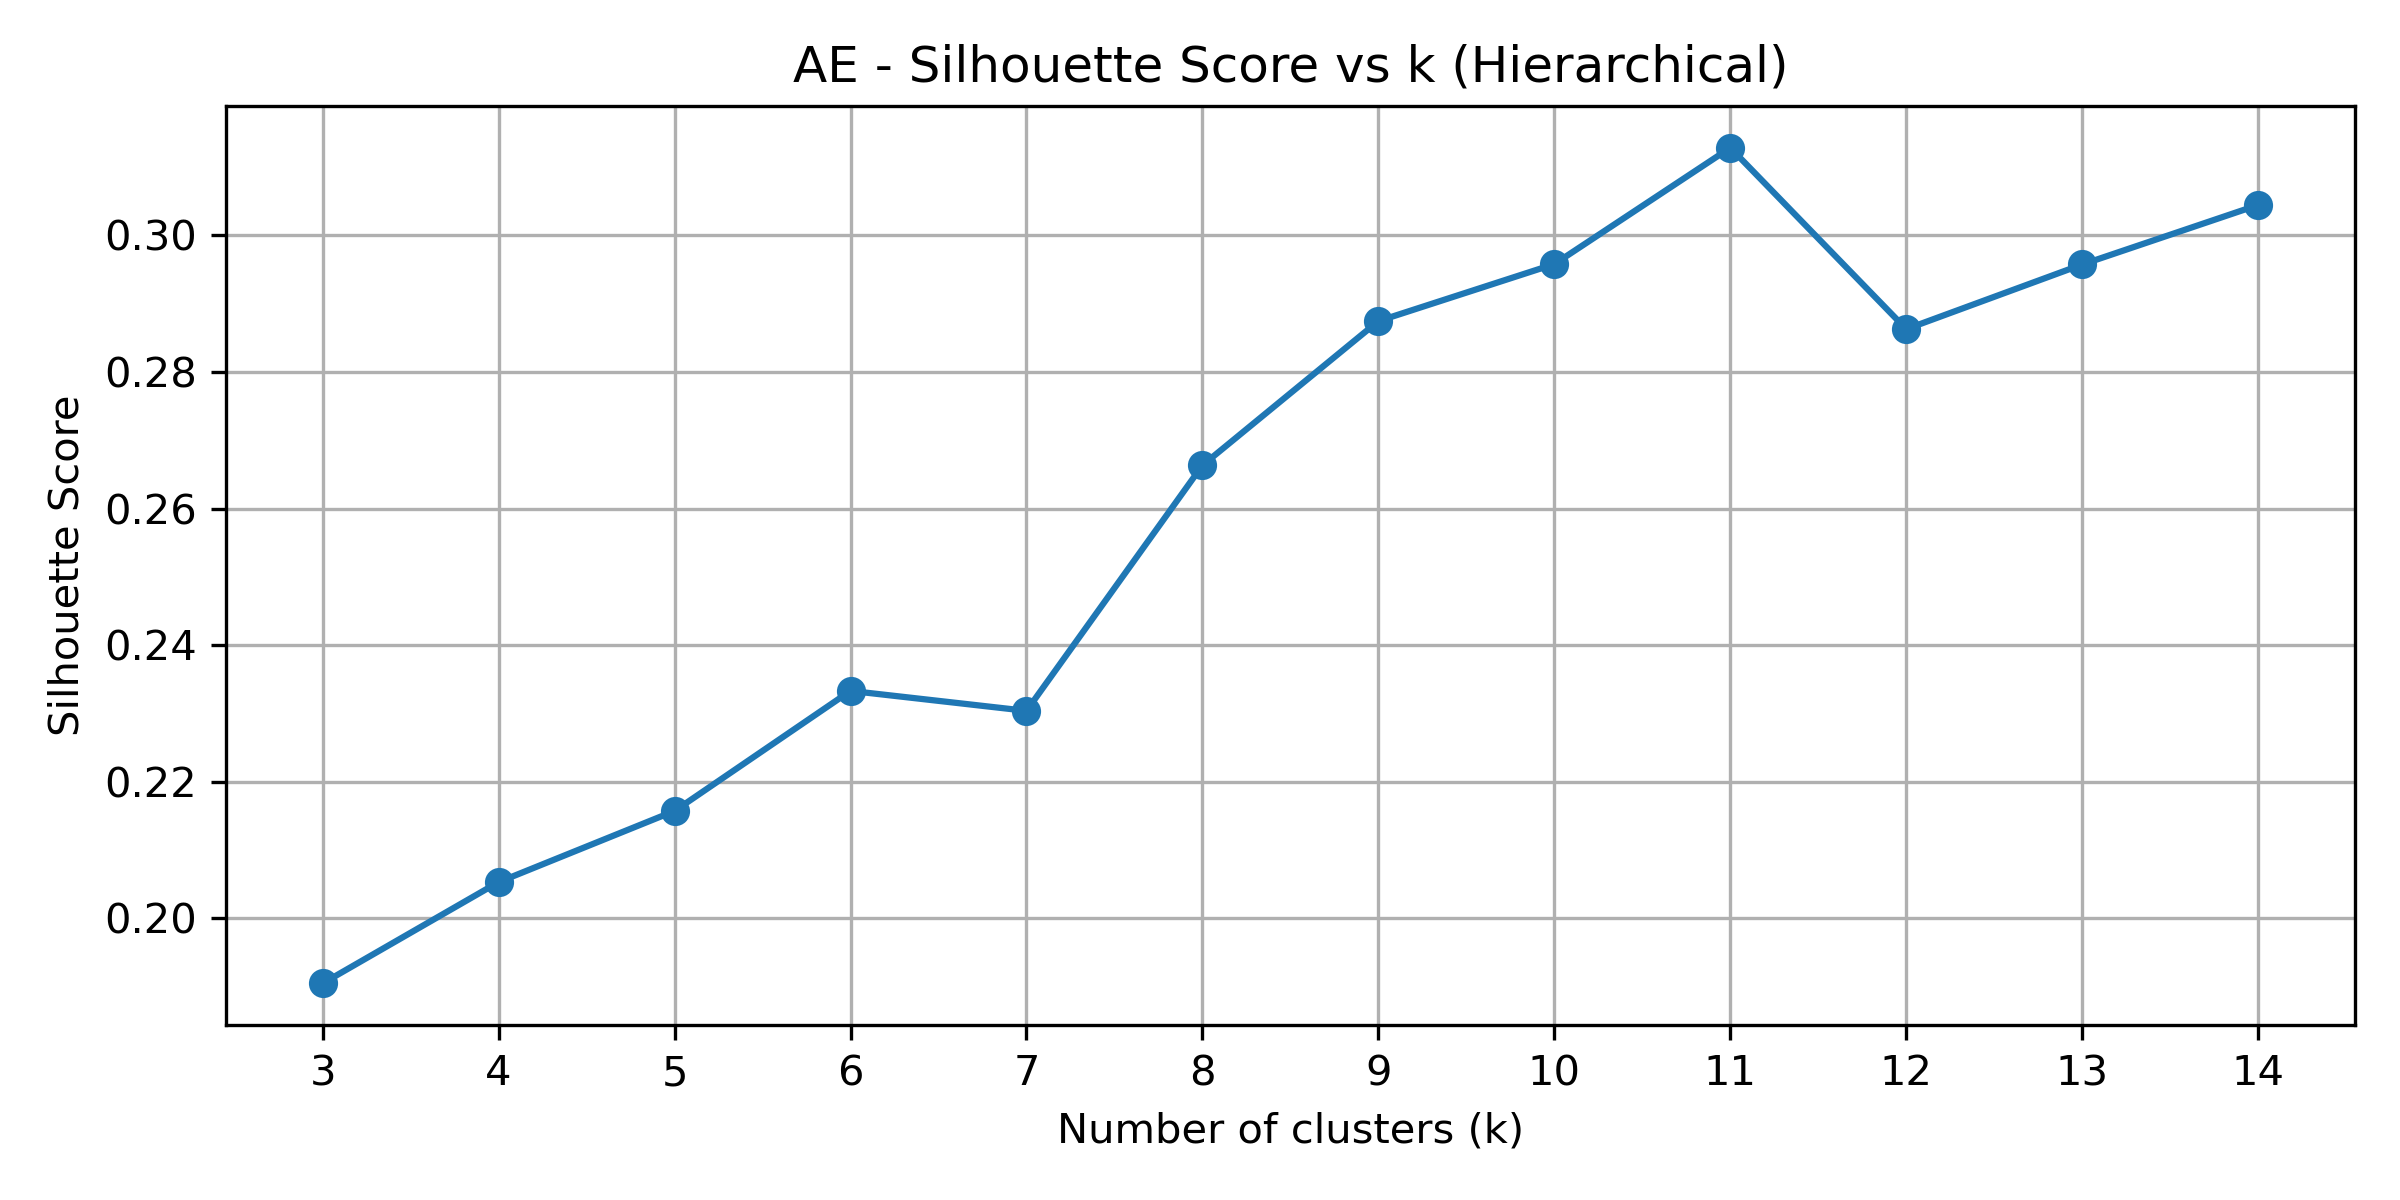 AE - Silhouette Score vs k (Hierarchical)
Silhouette Score
0.30
0.28
0.26
0.24
0.22
0.20
3 4 5 6 7 8 9 10 11 12 13 14
Number of clusters (k)